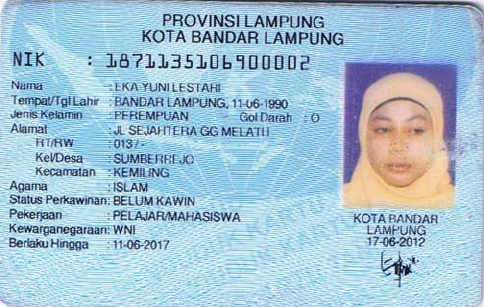 PROVINSI LAMPUNG
KOTA BANDAR LAMPUNG
NIK : 1871135106900002
Nama : EKA YUNI LESTARI
Tempat/Tgl Lahir : BANDAR LAMPUNG, 11-06-1990
Jenis Kelamin : PEREMPUAN Gol Darah : O
Alamat : JL SEJAHTERA GG MELATI
RT/RW : 013 / -
Kel/Desa : SUMBERREJO
Kecamatan : KEMILING
Agama : ISLAM
Status Perkawinan: BELUM KAWIN
Pekerjaan : PELAJAR/MAHASISWA
Kewarganegaraan: WNI
Berlaku Hingga : 11-06-2017
KOTA BANDAR
LAMPUNG
17-06-2012